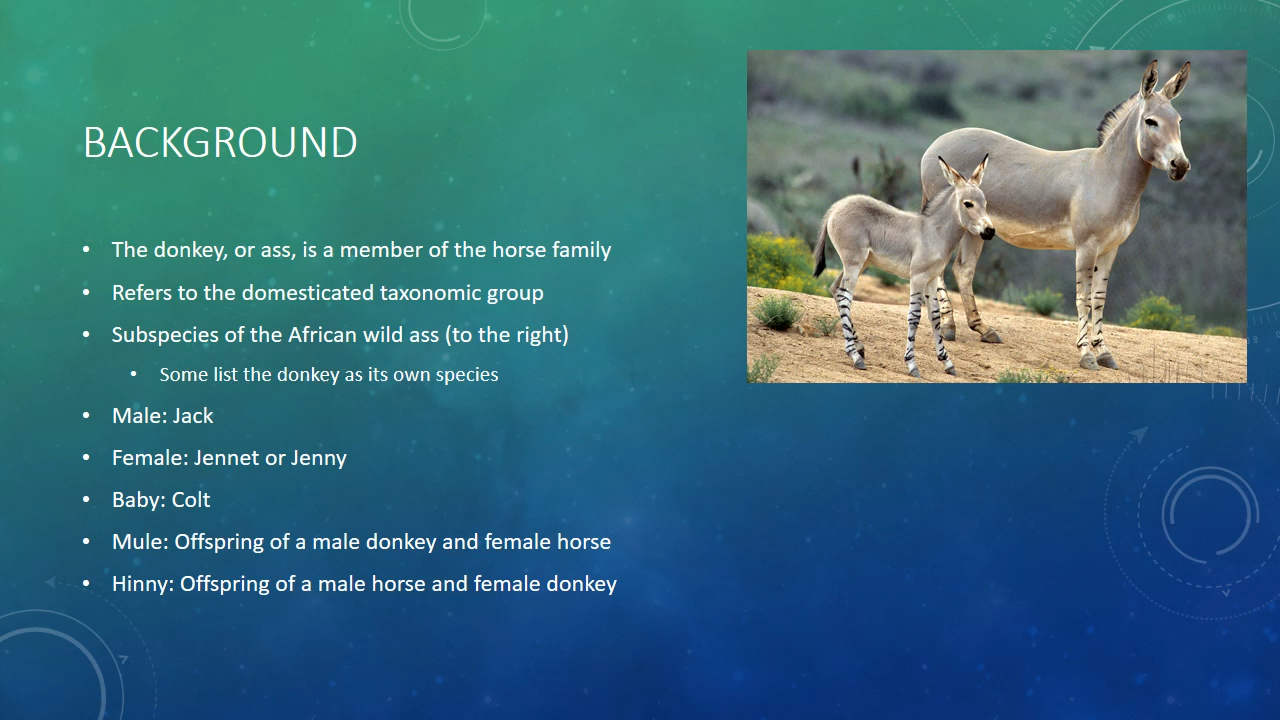 BACKGROUND
• The donkey, or ass, is a member of the horse family
• Refers to the domesticated taxonomic group
• Subspecies of the African wild ass (to the right)
• Some list the donkey as its own species
• Male: Jack
• Female: Jennet or Jenny
• Baby: Colt
• Mule: Offspring of a male donkey and female horse
• Hinny: Offspring of a male horse and female donkey